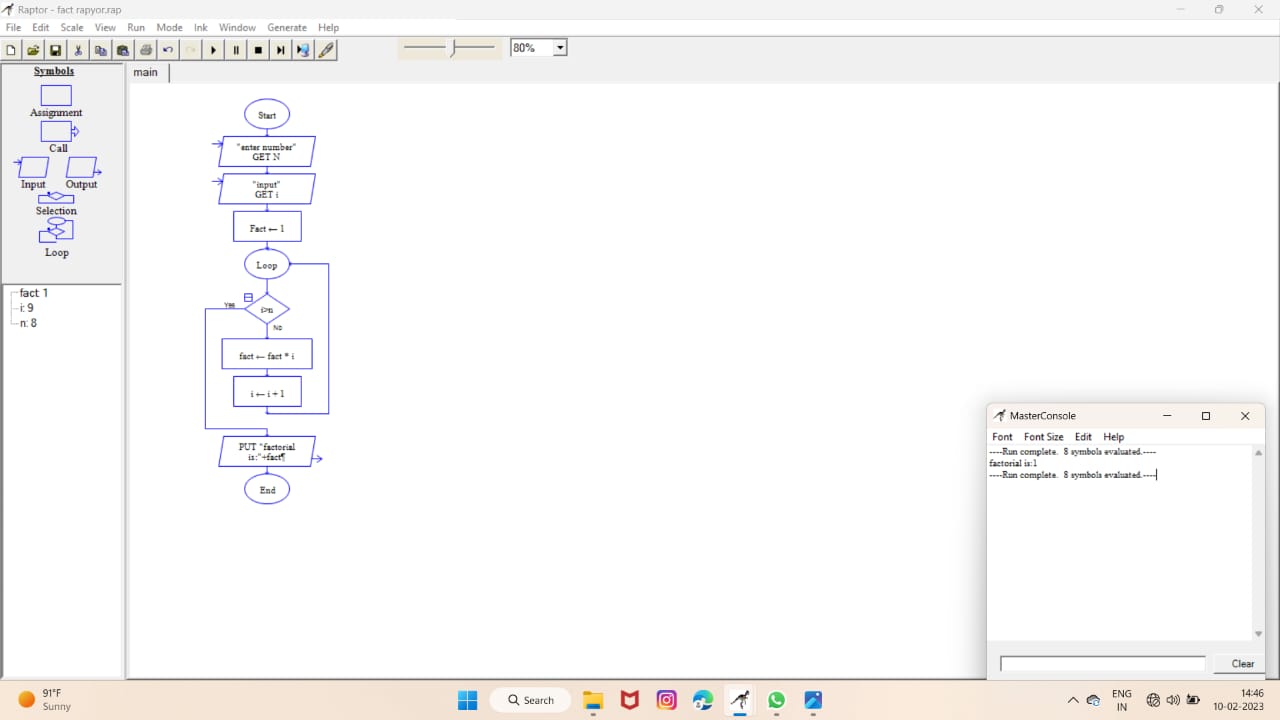 Raptor - fact rapyor.rap
File Edit Scale View Run Mode Ink Window Generate Help
80%
Symbols
Assignment
Call
Input Output
Selection
Loop
fact: 1
i: 9
n: 8
main
Start
"enter number"
GET N
"input"
GET i
Fact ← 1
Loop
Yes
i>n
No
fact ← fact * i
i ← i + 1
PUT "factorial
is:"+fact¶
End
MasterConsole
Font Font Size Edit Help
----Run complete. 8 symbols evaluated.----
factorial is:1
----Run complete. 8 symbols evaluated.----
Clear
91°F
Sunny
Search
ENG
IN
14:46
10-02-2023